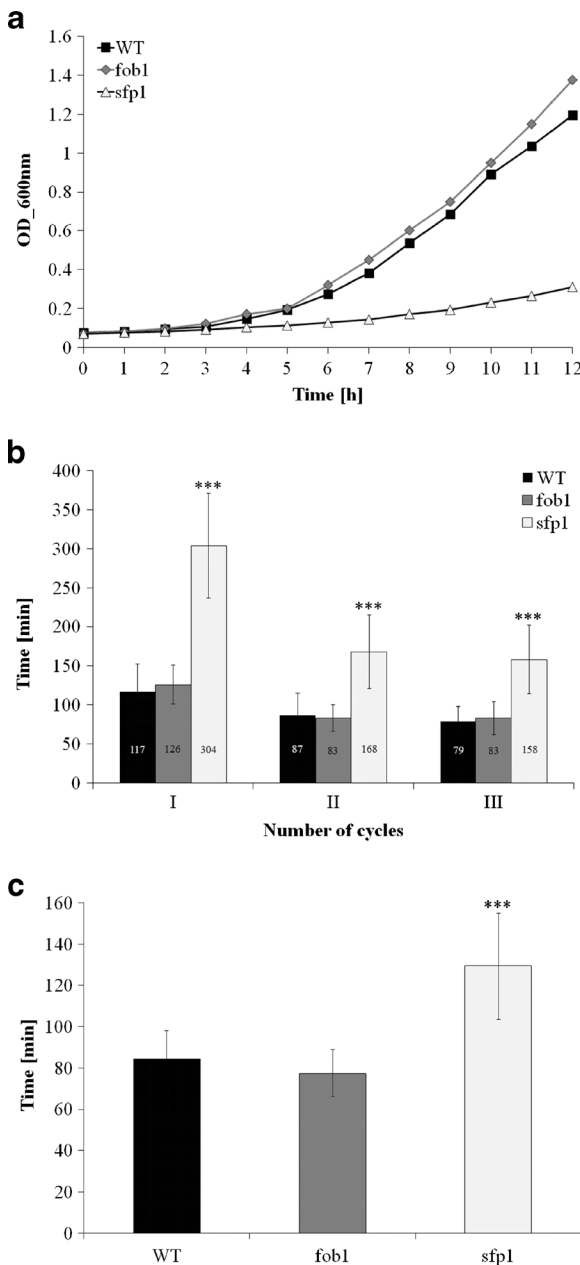 a
1.6
1.4
1.2
1
0.8
0.6
0.4
0.2
0
OD_600nm
WT
fob1
sfp1
0 1 2 3 4 5 6 7 8 9 10 11 12
Time [h]
b
400
350
300
250
200
150
100
50
0
Time [min]
WT
fob1
sfp1
*** *** ***
117 126 304 87 83 168 79 83 158
I II III
Number of cycles
c
160
140
120
100
80
60
40
20
0
Time [min]
***
WT fob1 sfp1